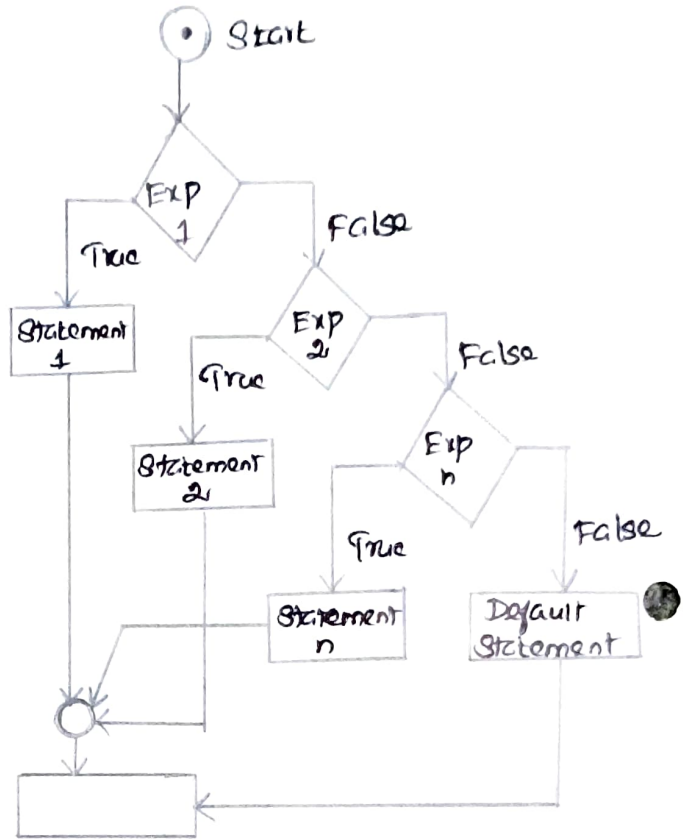 Start
Exp
1
True
False
Statement
1
Exp
2
True
False
Statement
2
Exp
n
True
False
Statement
n
Default
Statement